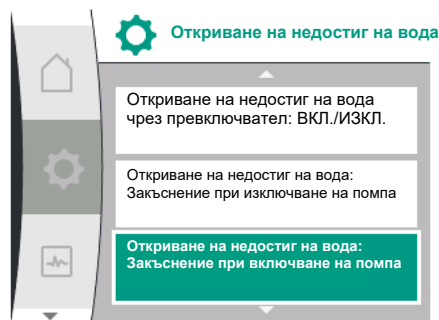 Откриване на недостиг на вода
Откриване на недостиг на вода
чрез превключвател: ВКЛ./ИЗКЛ.
Откриване на недостиг на вода:
Закъснение при изключване на помпа
Откриване на недостиг на вода:
Закъснение при включване на помпа